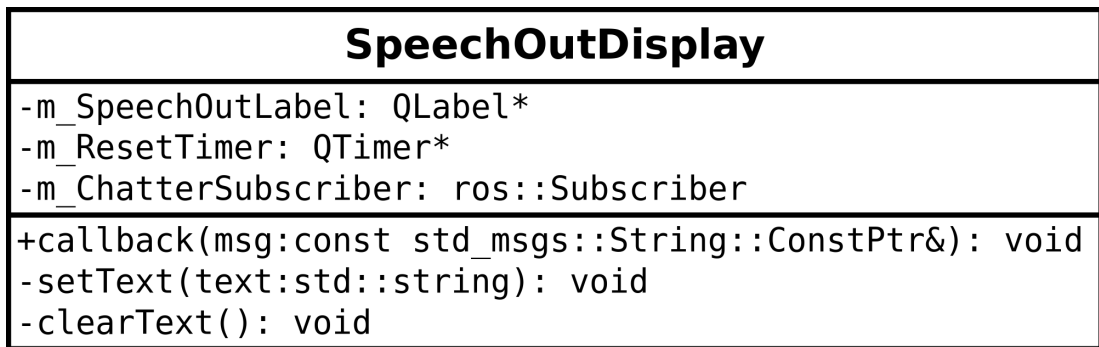 SpeechOutDisplay
-m_SpeechOutLabel: QLabel*
-m_ResetTimer: QTimer*
-m_ChatterSubscriber: ros::Subscriber
+callback(msg:const std_msgs::String::ConstPtr&): void
-setText(text:std::string): void
-clearText(): void